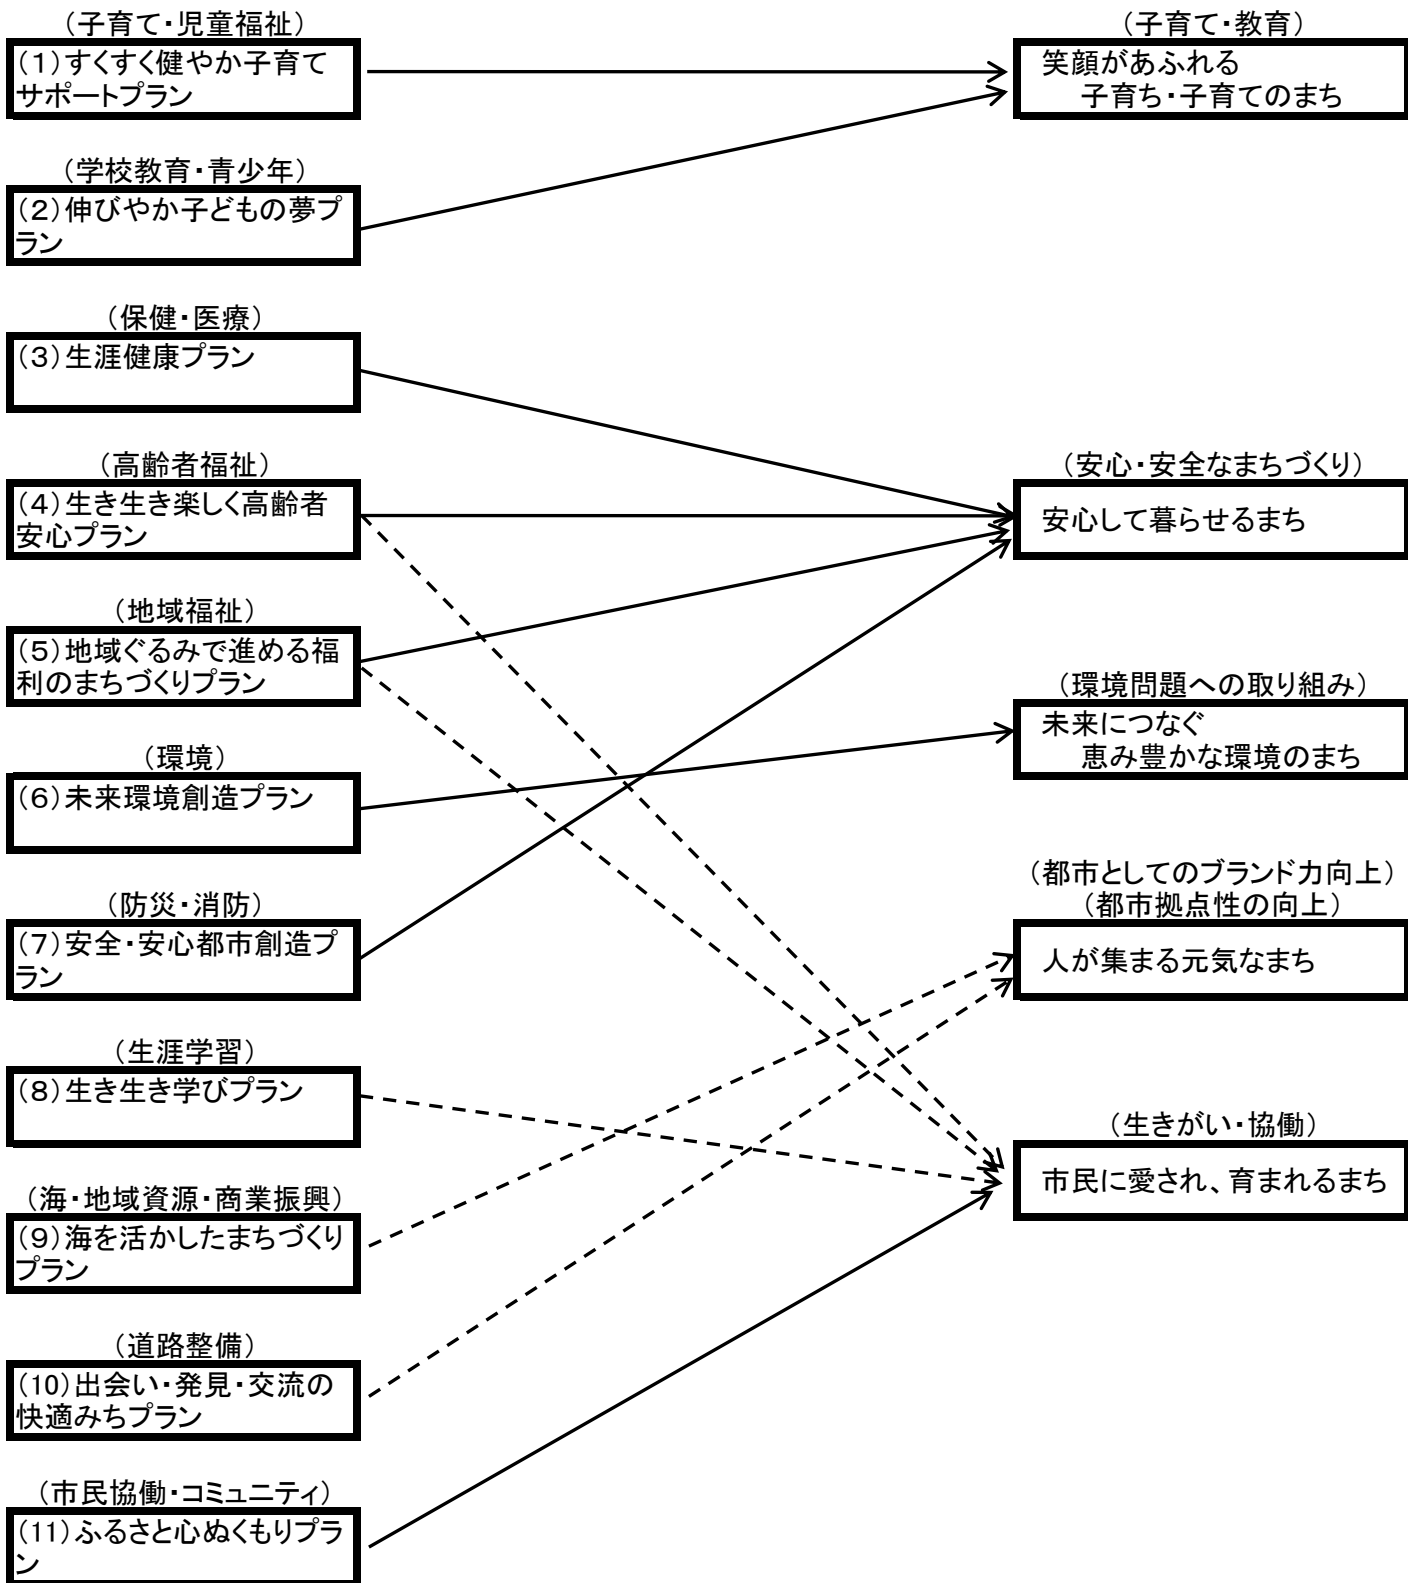 （子育て・児童福祉）
（１）すくすく健やか子育て
サポートプラン
（学校教育・青少年）
（２）伸びやか子どもの夢プ
ラン
（保健・医療）
（３）生涯健康プラン
（高齢者福祉）
（４）生き生き楽しく高齢者
安心プラン
（地域福祉）
（５）地域ぐるみで進める福
利のまちづくりプラン
（環境）
（６）未来環境創造プラン
（防災・消防）
（７）安全・安心都市創造プ
ラン
（生涯学習）
（８）生き生き学びプラン
（海・地域資源・商業振興）
（９）海を活かしたまちづくり
プラン
（道路整備）
（10）出会い・発見・交流の
快適みちプラン
（市民協働・コミュニティ）
（11）ふるさと心ぬくもりプラ
ン
（子育て・教育）
笑顔があふれる
子育ち・子育てのまち
（安心・安全なまちづくり）
安心して暮らせるまち
（環境問題への取り組み）
未来につなぐ
恵み豊かな環境のまち
（都市としてのブランド力向上）
（都市拠点性の向上）
人が集まる元気なまち
（生きがい・協働）
市民に愛され、育まれるまち